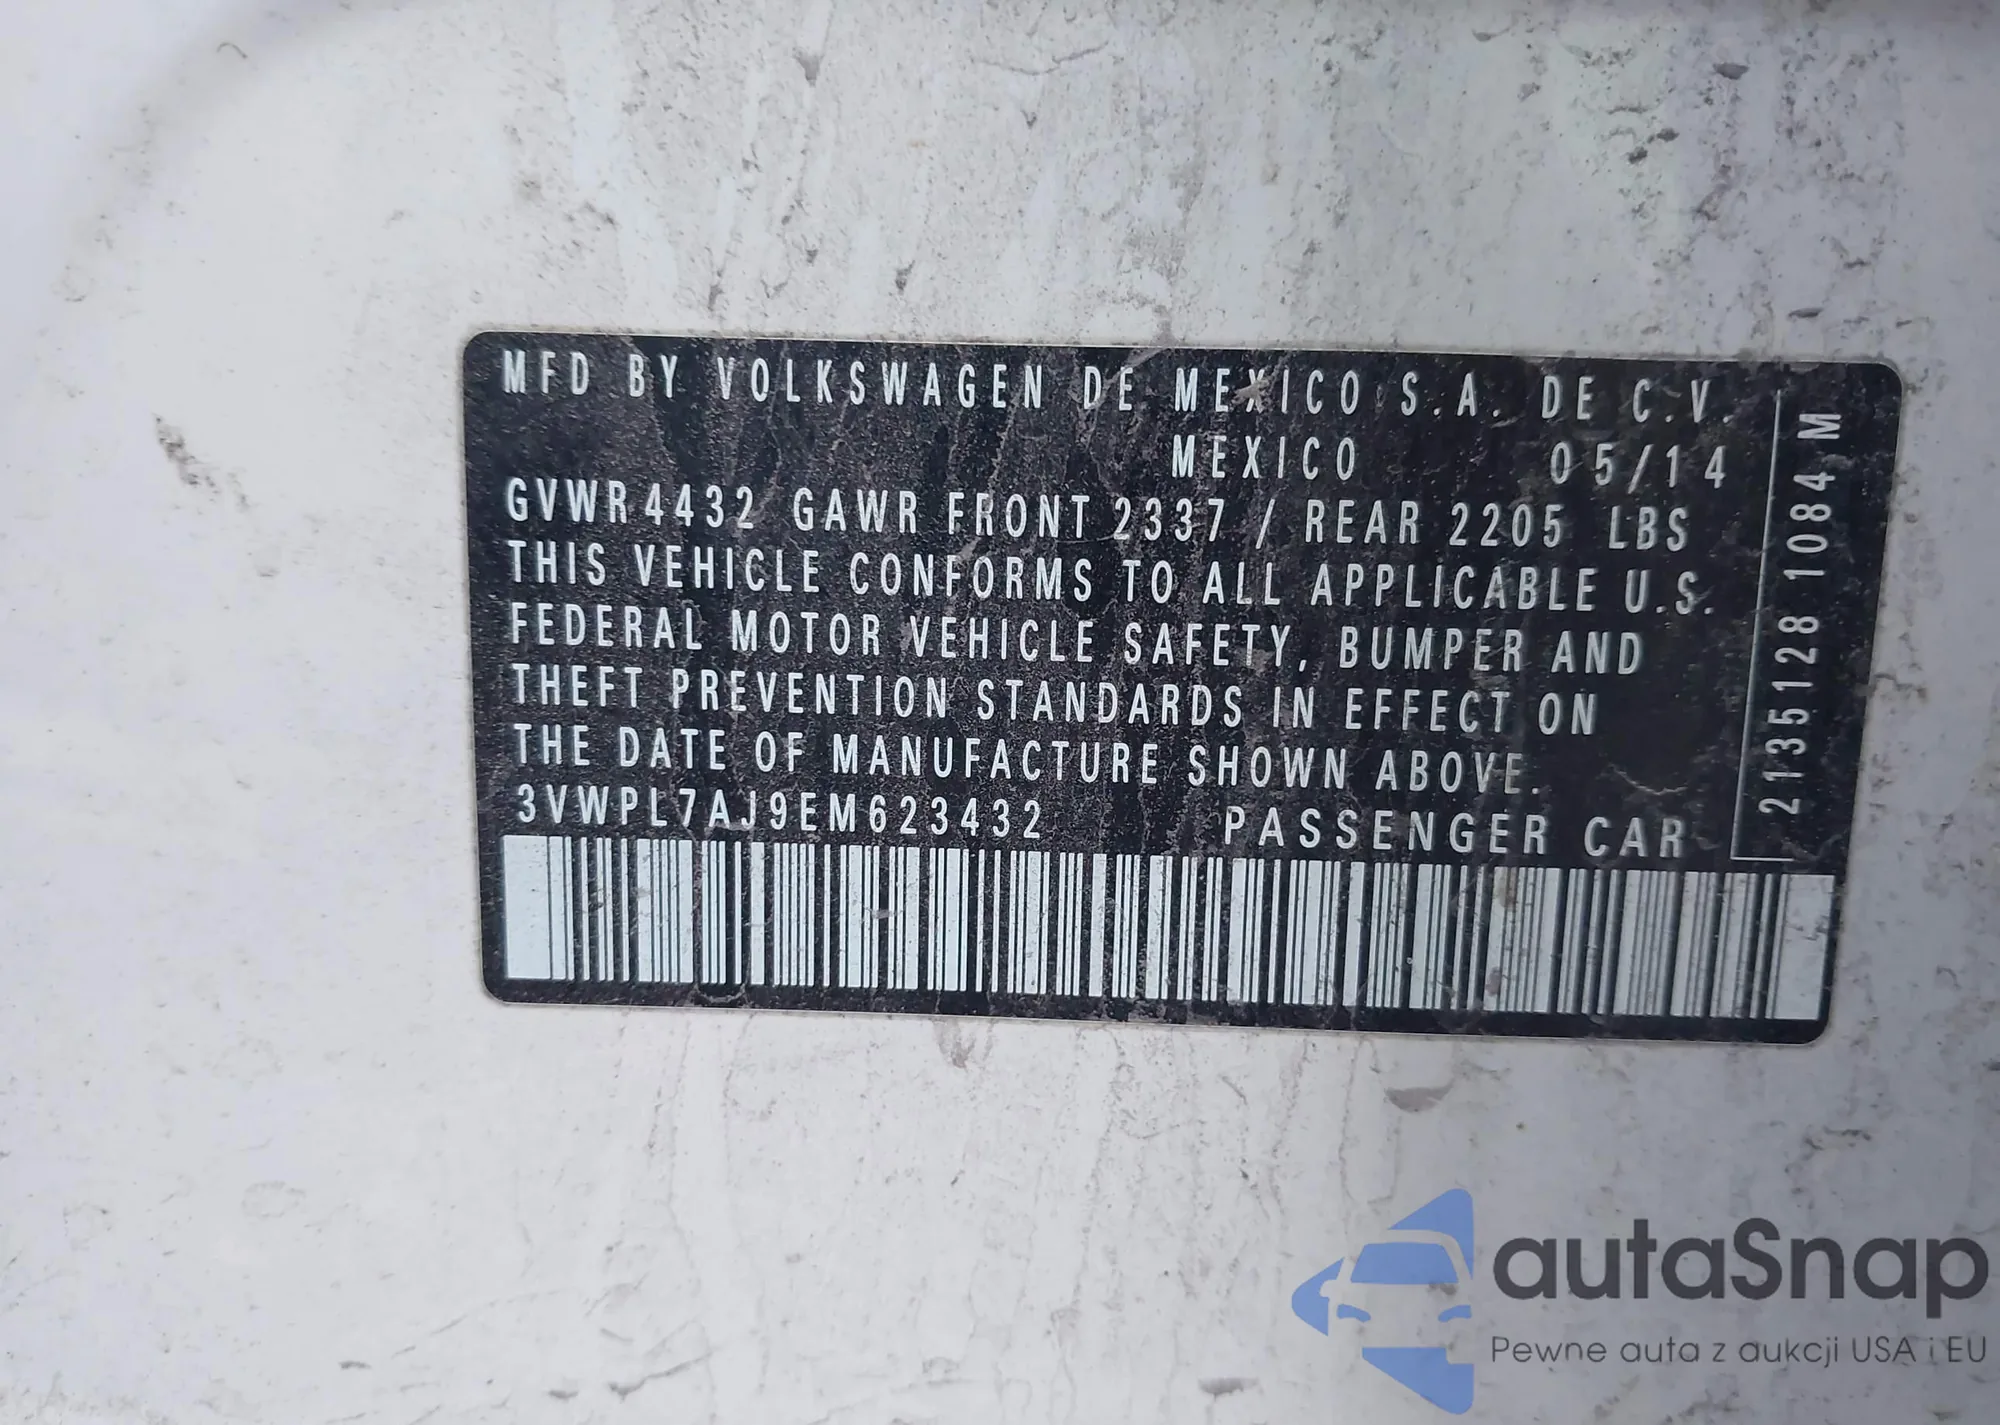 MFD BY VOLKSWAGEN DE MEXICO S.A. DE C.V.
MEXICO 05/14
GVWR4432 GAWR FRONT 2337 / REAR 2205 LBS
THIS VEHICLE CONFORMS TO ALL APPLICABLE U.S.
FEDERAL MOTOR VEHICLE SAFETY, BUMPER AND
THEFT PREVENTION STANDARDS IN EFFECT ON
THE DATE OF MANUFACTURE SHOWN ABOVE.
3VWPL7AJ9EM623432 PASSENGER CAR
2135128 1084 M
autaSnap
Pewne auta z aukcji USA i EU